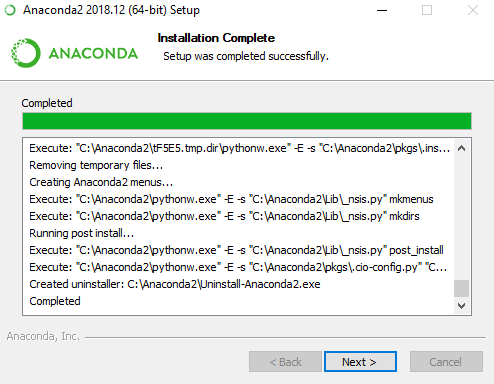 Anaconda2 2018.12 (64-bit) Setup
ANACONDA
Installation Complete
Setup was completed successfully.
Completed
Execute: "C:\Anaconda2\tF5E5.tmp.dir\pythonw.exe" -E -s "C:\Anaconda2\pkgs\.ins...
Removing temporary files...
Creating Anaconda2 menus...
Execute: "C:\Anaconda2\pythonw.exe" -E -s "C:\Anaconda2\Lib\_nsis.py" mkmenus
Execute: "C:\Anaconda2\pythonw.exe" -E -s "C:\Anaconda2\Lib\_nsis.py" mkdirs
Running post install...
Execute: "C:\Anaconda2\pythonw.exe" -E -s "C:\Anaconda2\Lib\_nsis.py" post_install
Execute: "C:\Anaconda2\pythonw.exe" -E -s "C:\Anaconda2\pkgs\.cio-config.py" "C...
Created uninstaller: C:\Anaconda2\Uninstall-Anaconda2.exe
Completed
Anaconda, Inc.
< Back
Next >
Cancel